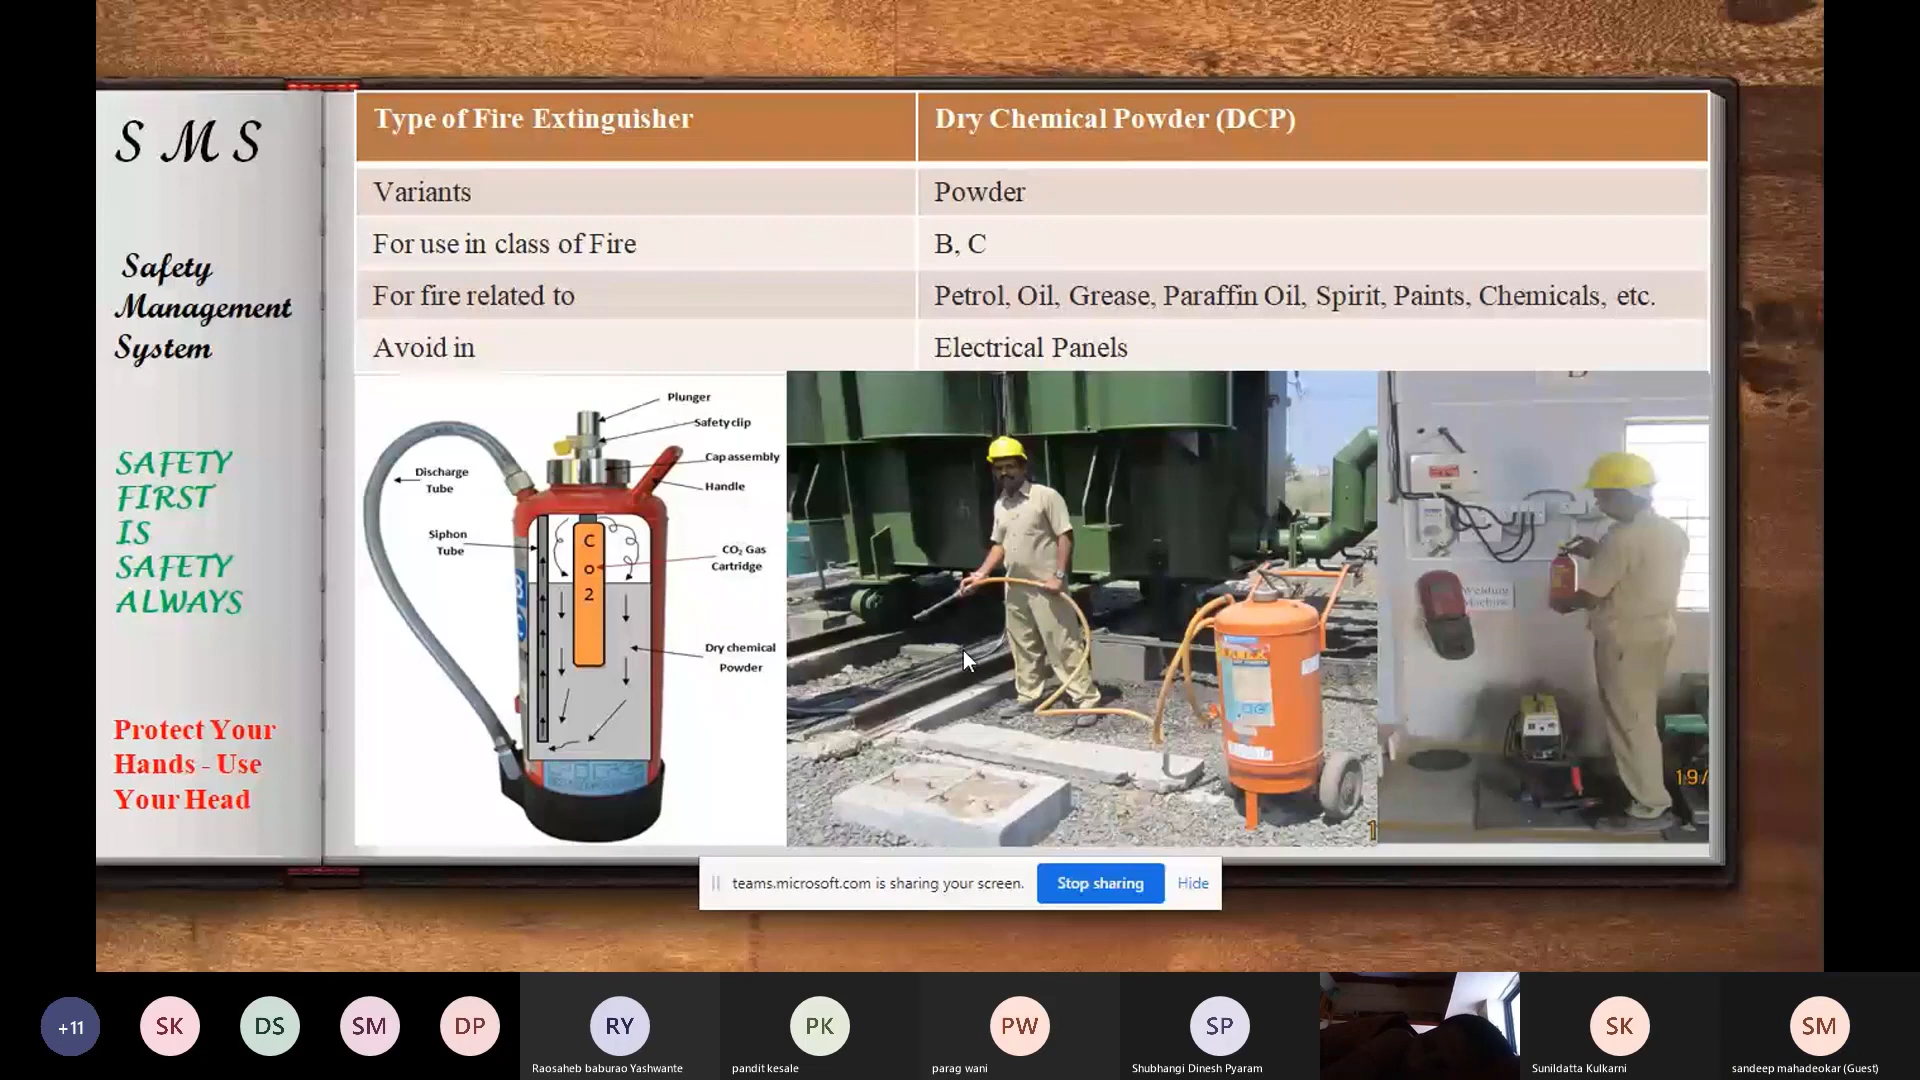 S M S
Safety
Management
System
SAFETY
FIRST
IS
SAFETY
ALWAYS
Protect Your
Hands - Use
Your Head
Type of Fire Extinguisher
Dry Chemical Powder (DCP)
Variants
Powder
For use in class of Fire
B, C
For fire related to
Petrol, Oil, Grease, Paraffin Oil, Spirit, Paints, Chemicals, etc.
Avoid in
Electrical Panels
Plunger
Safety clip
Cap assembly
Handle
Discharge
Tube
Siphon
Tube
CO₂ Gas
Cartridge
C
o
2
Dry chemical
Powder
Welding
Machine
19/
1
teams.microsoft.com is sharing your screen.
Stop sharing
Hide
+11
SK
DS
SM
DP
RY
Raosaheb baburao Yashwante
PK
pandit kesale
PW
parag wani
SP
Shubhangi Dinesh Pyaram
SK
Sunildatta Kulkarni
SM
sandeep mahadeokar (Guest)